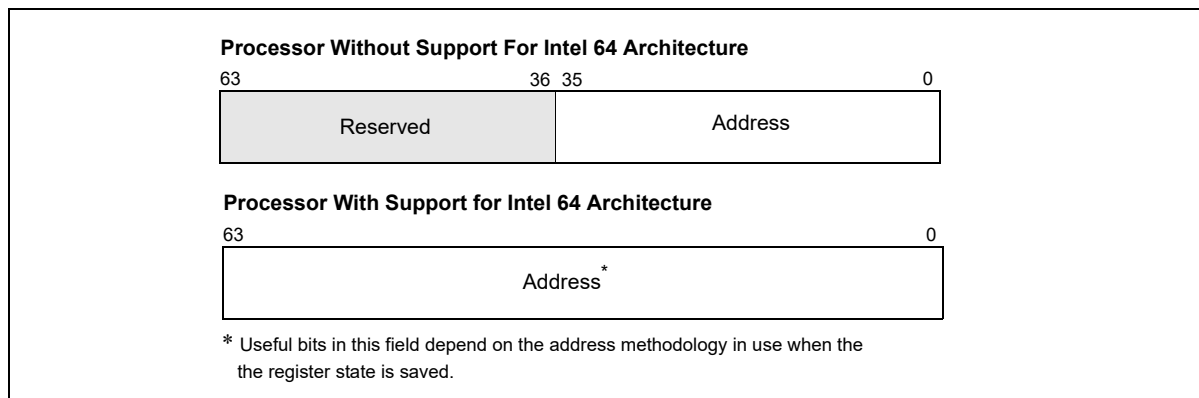 Processor Without Support For Intel 64 Architecture
63 36 35 0
Reserved Address
Processor With Support for Intel 64 Architecture
63 0
Address*
* Useful bits in this field depend on the address methodology in use when the
the register state is saved.